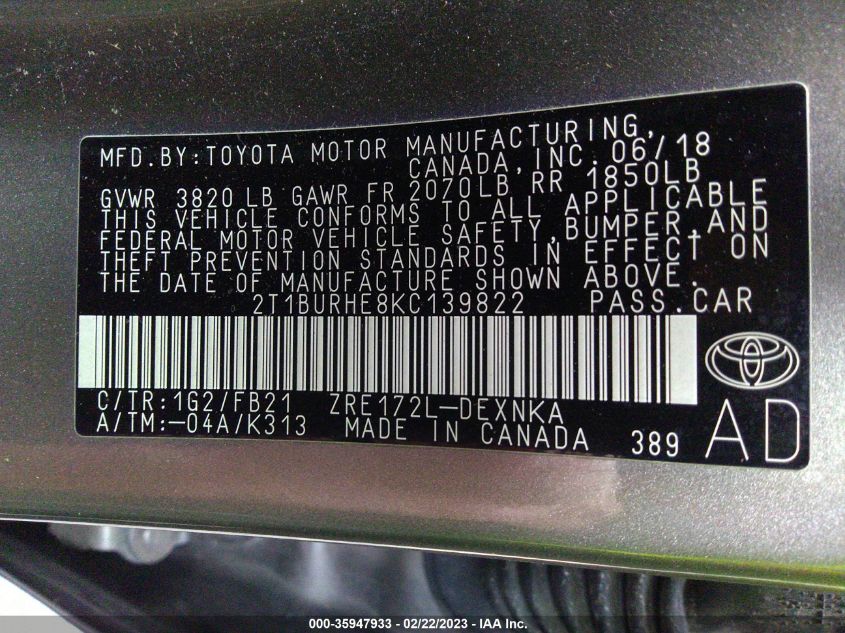 MFD.BY:TOYOTA MOTOR MANUFACTURING,
CANADA,INC. 06/18
GVWR 3820 LB GAWR FR 2070LB RR 1850LB
THIS VEHICLE CONFORMS TO ALL APPLICABLE
FEDERAL MOTOR VEHICLE SAFETY,BUMPER,AND
THEFT PREVENTION STANDARDS IN EFFECT ON
THE DATE OF MANUFACTURE SHOWN ABOVE.
2T1BURHE8KC139822 PASS.CAR
C/TR:1G2/FB21 ZRE172L-DEXNKA
A/TM:-04A/K313 MADE IN CANADA 389
AD
000-35947933 - 02/22/2023 - IAA Inc.